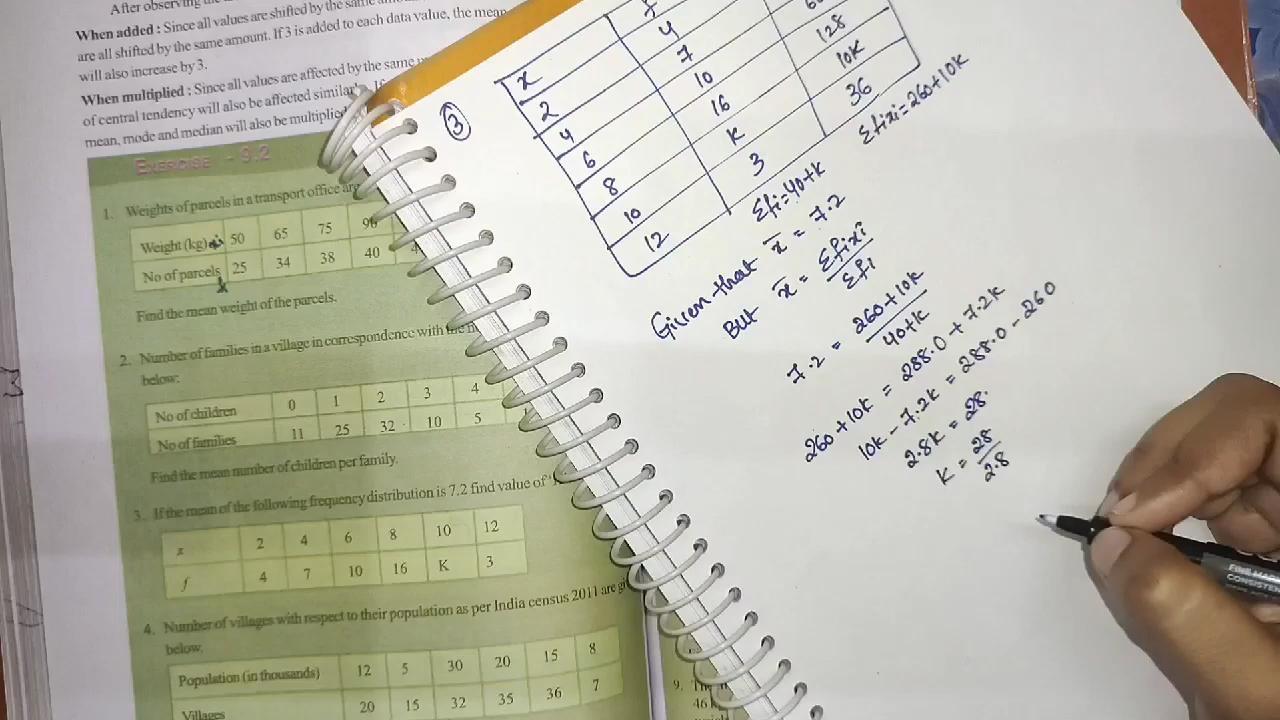 After observing the
When added : Since all values are shifted by the same
are all shifted by the same amount. If 3 is added to each data value, the mean
will also increase by 3.
When multiplied : Since all values are affected by the same
of central tendency will also be affected similarly.
mean, mode and median will also be multiplied
EXERCISE - 9.2
1. Weights of parcels in a transport office are
Weight (kg) 50 65 75 90
No of parcels 25 34 38 40
Find the mean weight of the parcels.
2. Number of families in a village in correspondence with the
below:
No of children 0 1 2 3 4
No of families 11 25 32 10 5
Find the mean number of children per family.
3. If the mean of the following frequency distribution is 7.2 find value of
x 2 4 6 8 10 12
f 4 7 10 16 K 3
4. Number of villages with respect to their population as per India census 2011 are
below.
Population (in thousands) 12 5 30 20 15 8
Villages 20 15 32 35 36 7
9.
46
3
x
2 4
4 7
6 10
8 16 128
10 K 10K
12 3 36
Σfi=40+K Σfixi=260+10K
Given that x̄ = 7.2
But x̄ = Σfixi / Σfi
7.2 = 260+10K / 40+K
260+10K = 288.0 + 7.2K
10K - 7.2K = 288.0 - 260
2.8K = 28.
K = 28 / 2.8